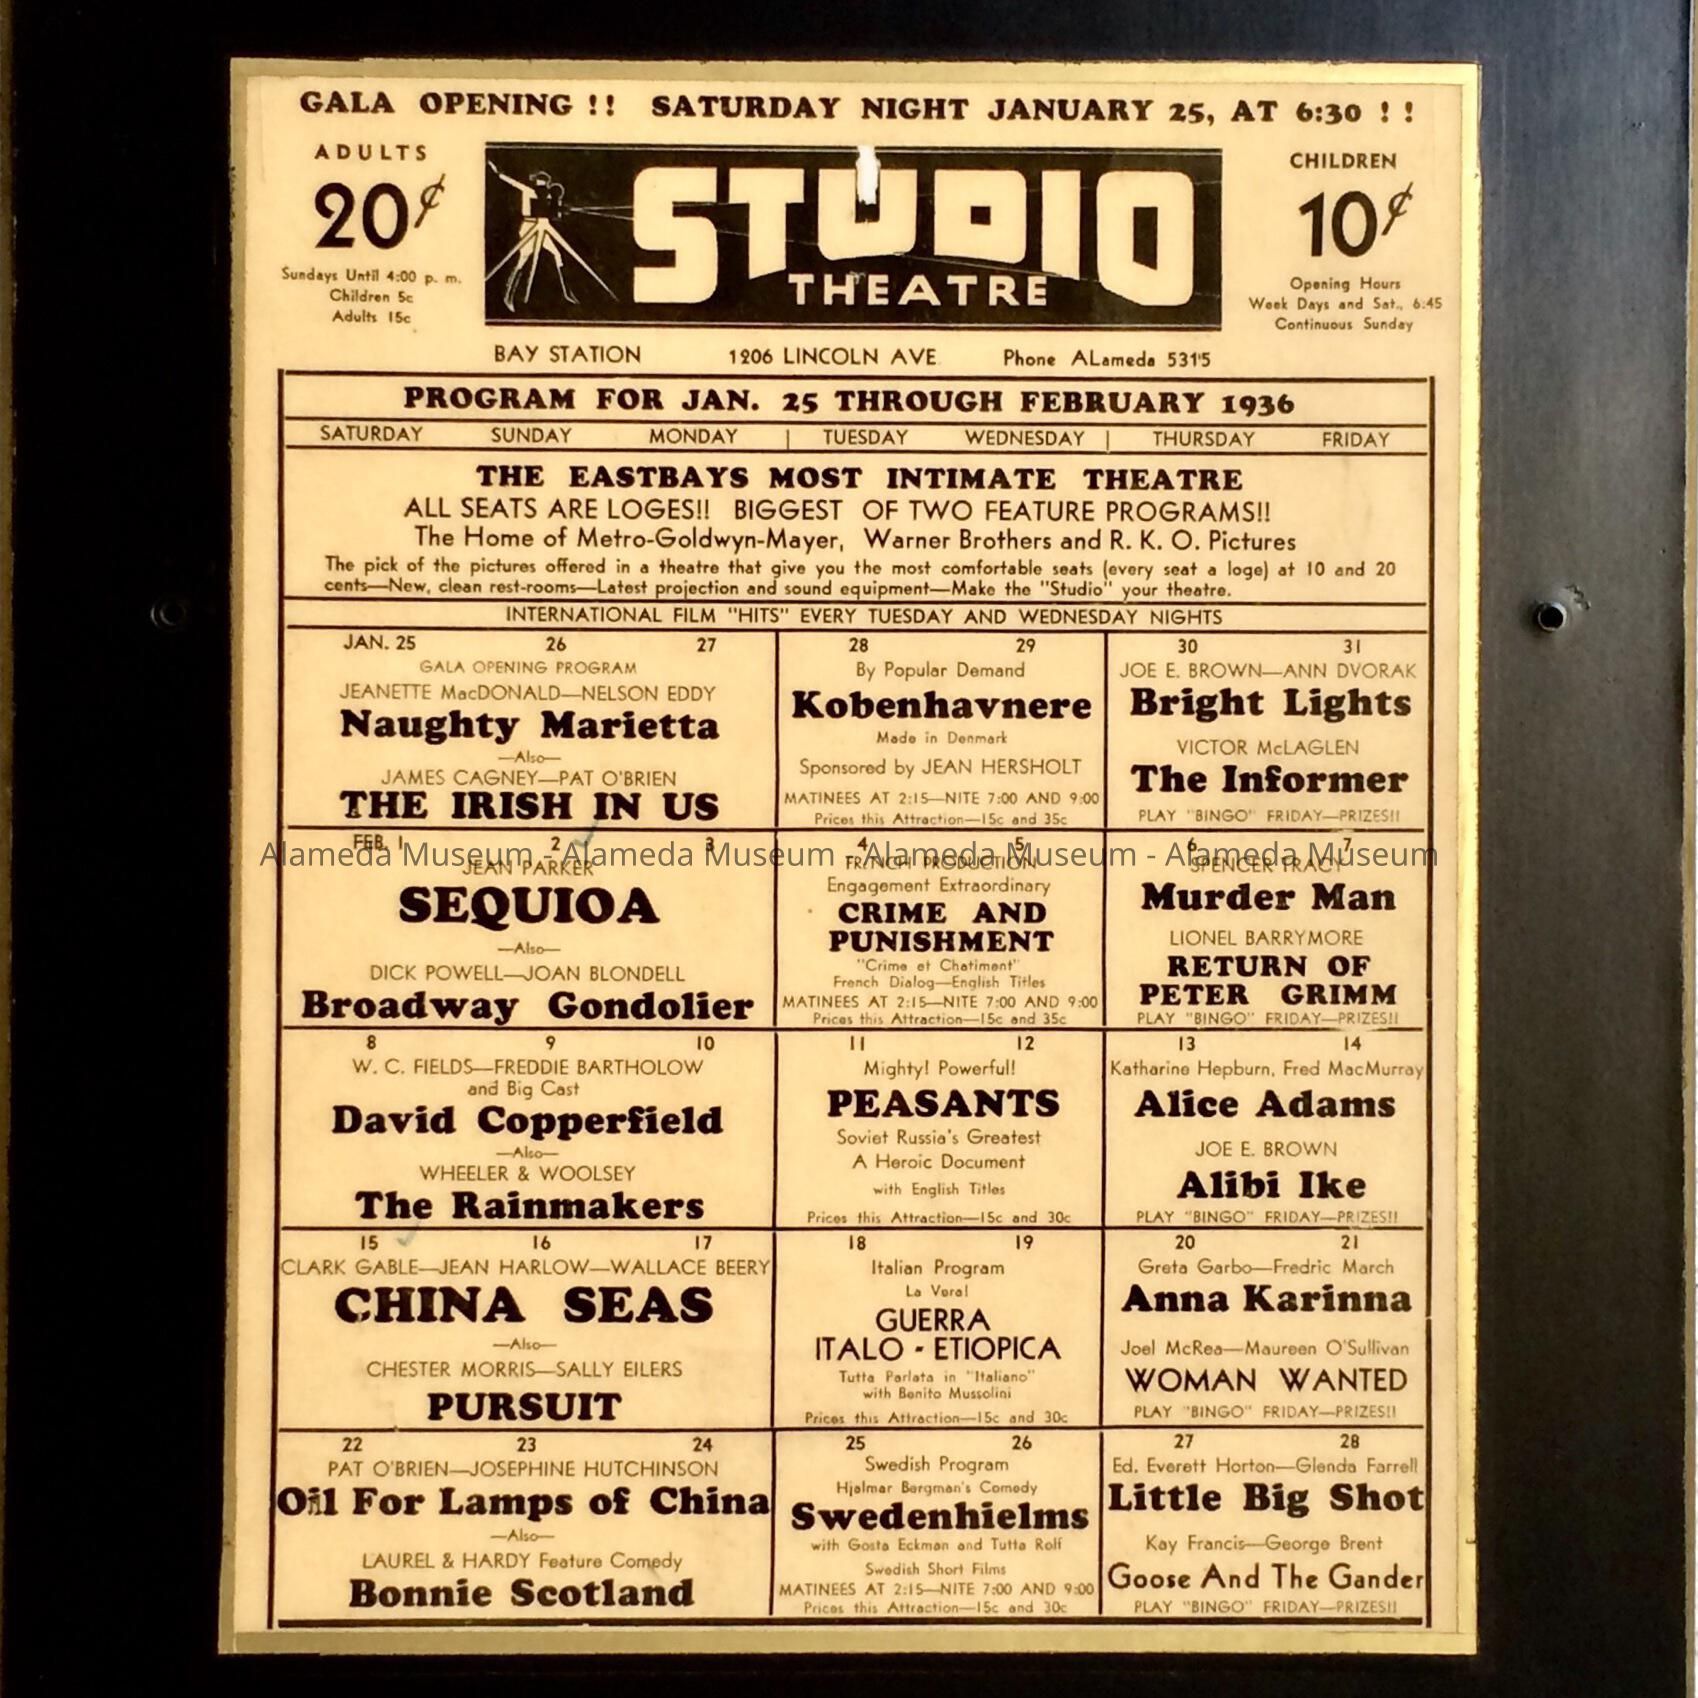 GALA OPENING !! SATURDAY NIGHT JANUARY 25, AT 6:30 !!
ADULTS
20¢
Sundays Until 4:00 p. m.
Children 5c
Adults 15c
STUDIO
THEATRE
CHILDREN
10¢
Opening Hours
Week Days and Sat., 6:45
Continuous Sunday
BAY STATION 1206 LINCOLN AVE. Phone ALameda 5315
PROGRAM FOR JAN. 25 THROUGH FEBRUARY 1936
SATURDAY SUNDAY MONDAY | TUESDAY WEDNESDAY | THURSDAY FRIDAY
THE EASTBAYS MOST INTIMATE THEATRE
ALL SEATS ARE LOGES!! BIGGEST OF TWO FEATURE PROGRAMS!!
The Home of Metro-Goldwyn-Mayer, Warner Brothers and R. K. O. Pictures
The pick of the pictures offered in a theatre that give you the most comfortable seats (every seat a loge) at 10 and 20
cents—New, clean rest-rooms—Latest projection and sound equipment—Make the "Studio" your theatre.
INTERNATIONAL FILM "HITS" EVERY TUESDAY AND WEDNESDAY NIGHTS
JAN. 25 26 27
GALA OPENING PROGRAM
JEANETTE MacDONALD—NELSON EDDY
Naughty Marietta
—Also—
JAMES CAGNEY—PAT O'BRIEN
THE IRISH IN US
28 29
By Popular Demand
Kobenhavnere
Made in Denmark
Sponsored by JEAN HERSHOLT
MATINEES AT 2:15—NITE 7:00 AND 9:00
Prices this Attraction—15c and 35c
30 31
JOE E. BROWN—ANN DVORAK
Bright Lights
VICTOR McLAGLEN
The Informer
PLAY "BINGO" FRIDAY—PRIZES!!
FEB. 1 2 3
JEAN PARKER
SEQUIOA
—Also—
DICK POWELL—JOAN BLONDELL
Broadway Gondolier
4 5
FRENCH PRODUCTION
Engagement Extraordinary
CRIME AND
PUNISHMENT
"Crime et Chatiment"
French Dialog—English Titles
MATINEES AT 2:15—NITE 7:00 AND 9:00
Prices this Attraction—15c and 35c
6 7
SPENCER TRACY
Murder Man
LIONEL BARRYMORE
RETURN OF
PETER GRIMM
PLAY "BINGO" FRIDAY—PRIZES!!
Alameda Museum - Alameda Museum - Alameda Museum - Alameda Museum
8 9 10
W. C. FIELDS—FREDDIE BARTHOLOW
and Big Cast
David Copperfield
—Also—
WHEELER & WOOLSEY
The Rainmakers
11 12
Mighty! Powerful!
PEASANTS
Soviet Russia's Greatest
A Heroic Document
with English Titles
Prices this Attraction—15c and 30c
13 14
Katharine Hepburn, Fred MacMurray
Alice Adams
JOE E. BROWN
Alibi Ike
PLAY "BINGO" FRIDAY—PRIZES!!
15 16 17
CLARK GABLE—JEAN HARLOW—WALLACE BEERY
CHINA SEAS
—Also—
CHESTER MORRIS—SALLY EILERS
PURSUIT
18 19
Italian Program
La Vera!
GUERRA
ITALO - ETIOPICA
Tutta Parlata in "Italiano"
with Benito Mussolini
Prices this Attraction—15c and 30c
20 21
Greta Garbo—Fredric March
Anna Karinna
Joel McRea—Maureen O'Sullivan
WOMAN WANTED
PLAY "BINGO" FRIDAY—PRIZES!!
22 23 24
PAT O'BRIEN—JOSEPHINE HUTCHINSON
Oil For Lamps of China
—Also—
LAUREL & HARDY Feature Comedy
Bonnie Scotland
25 26
Swedish Program
Hjalmar Bergman's Comedy
Swedenhielms
with Gosta Eckman and Tutta Rolf
Swedish Short Films
MATINEES AT 2:15—NITE 7:00 AND 9:00
Prices this Attraction—15c and 30c
27 28
Ed. Everett Horton—Glenda Farrell
Little Big Shot
Kay Francis—George Brent
Goose And The Gander
PLAY "BINGO" FRIDAY—PRIZES!!